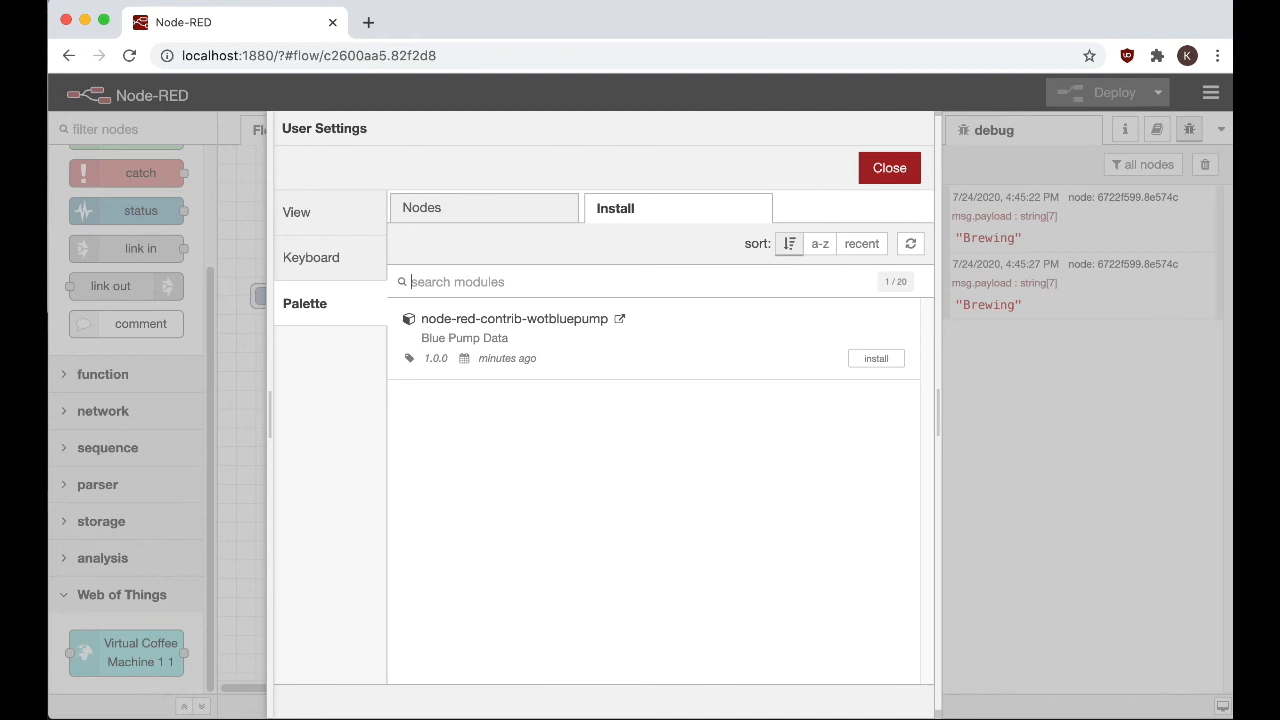 Node-RED
localhost:1880/?#flow/c2600aa5.82f2d8
K
Node-RED
Deploy
filter nodes
catch
status
link in
link out
comment
function
network
sequence
parser
storage
analysis
Web of Things
Virtual Coffee
Machine 1 1
User Settings
Close
View
Keyboard
Palette
Nodes
Install
sort:
a-z
recent
search modules
1 / 20
node-red-contrib-wotbluepump
Blue Pump Data
1.0.0
minutes ago
install
debug
i
all nodes
7/24/2020, 4:45:22 PM node: 6722f599.8e574c
msg.payload : string[7]
"Brewing"
7/24/2020, 4:45:27 PM node: 6722f599.8e574c
msg.payload : string[7]
"Brewing"